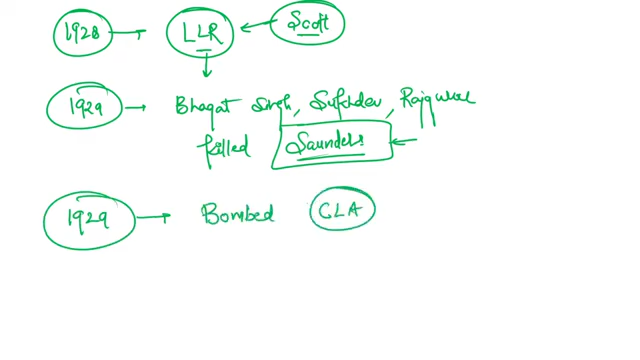 1928 → LLR ← Scott
1929 → Bhagat Singh, Sukhdev, Rajguru
killed Saunders ←
1929 → Bombed CLA